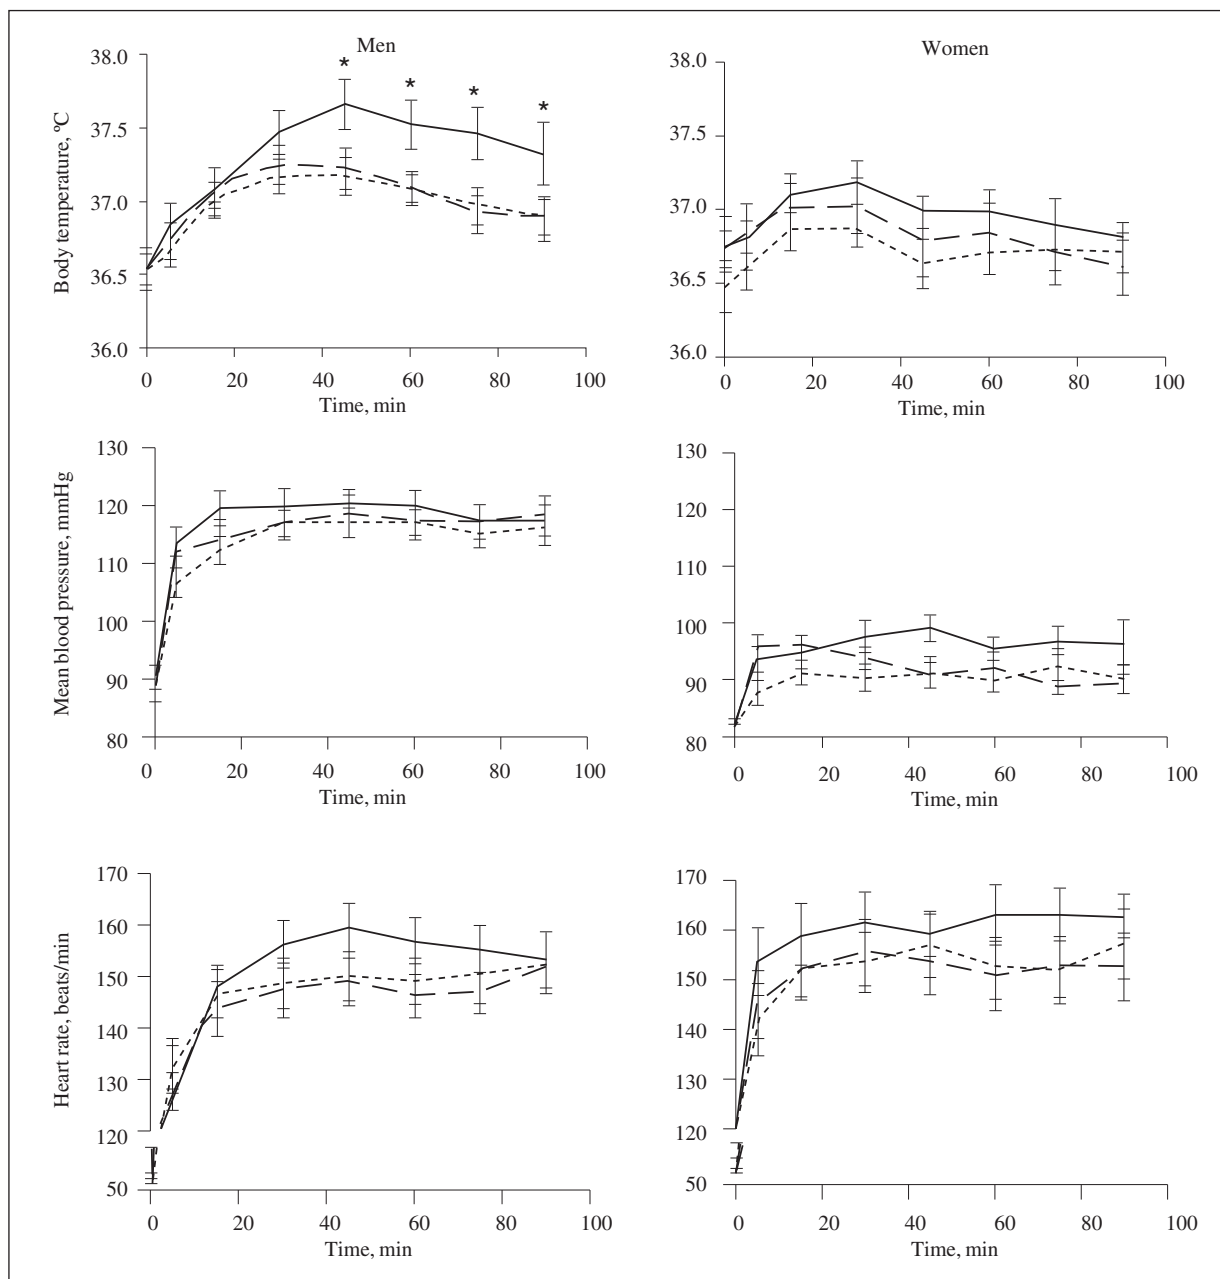 Men
Women
Body temperature, ºC
38.0
37.5
37.0
36.5
36.0
* * * *
0 20 40 60 80 100
Time, min
38.0
37.5
37.0
36.5
36.0
0 20 40 60 80 100
Time, min
Mean blood pressure, mmHg
130
120
110
100
90
80
0 20 40 60 80 100
Time, min
130
120
110
100
90
80
0 20 40 60 80 100
Time, min
Heart rate, beats/min
170
160
150
140
130
120
50
0 20 40 60 80 100
Time, min
170
160
150
140
130
120
50
0 20 40 60 80 100
Time, min